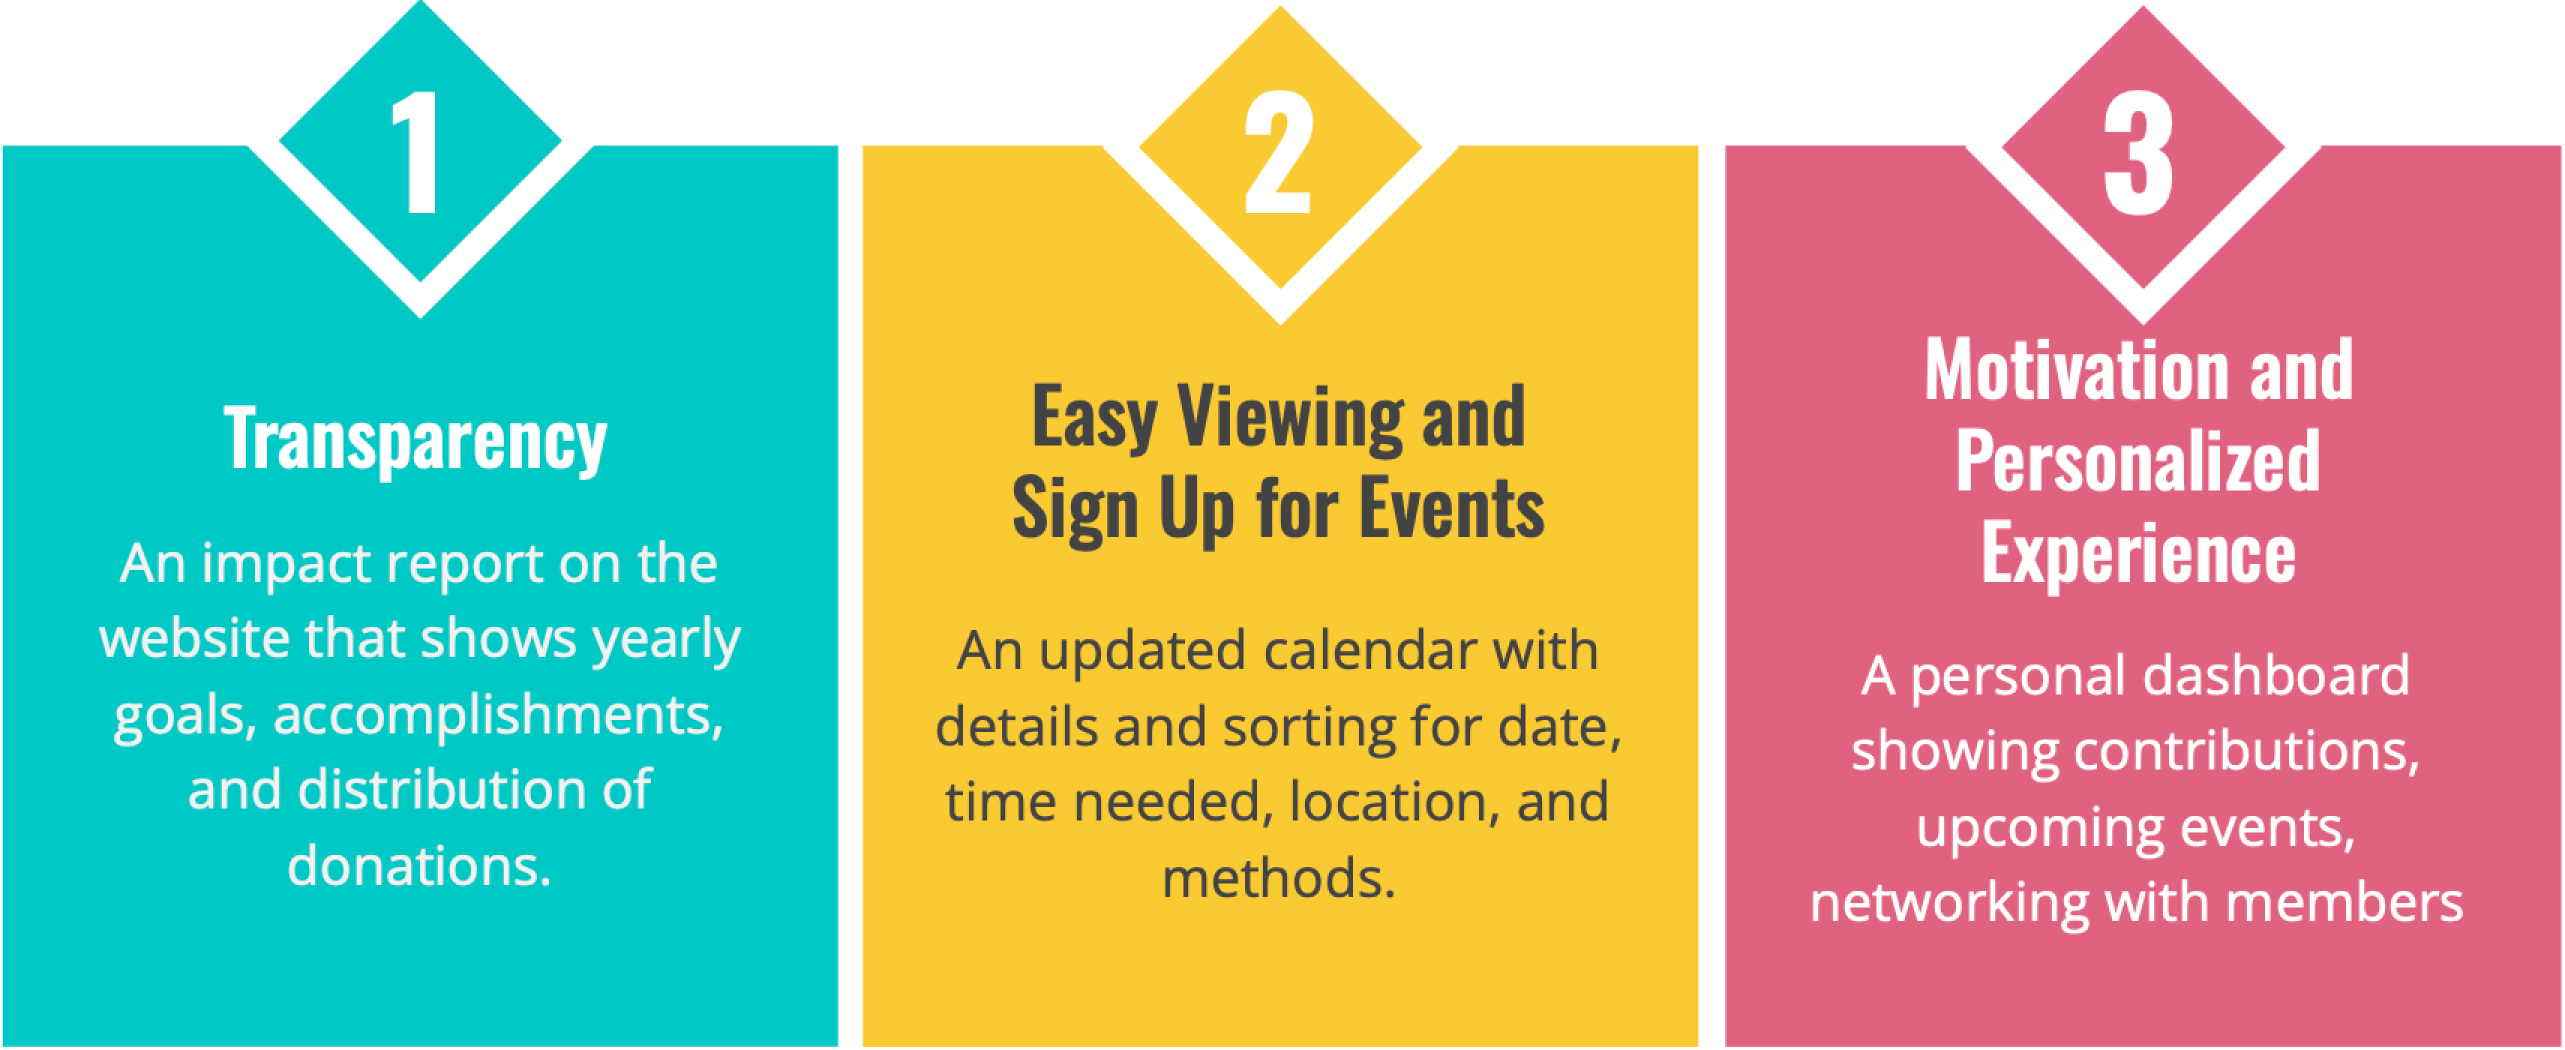 1
Transparency
An impact report on the
website that shows yearly
goals, accomplishments,
and distribution of
donations.
2
Easy Viewing and
Sign Up for Events
An updated calendar with
details and sorting for date,
time needed, location, and
methods.
3
Motivation and
Personalized
Experience
A personal dashboard
showing contributions,
upcoming events,
networking with members